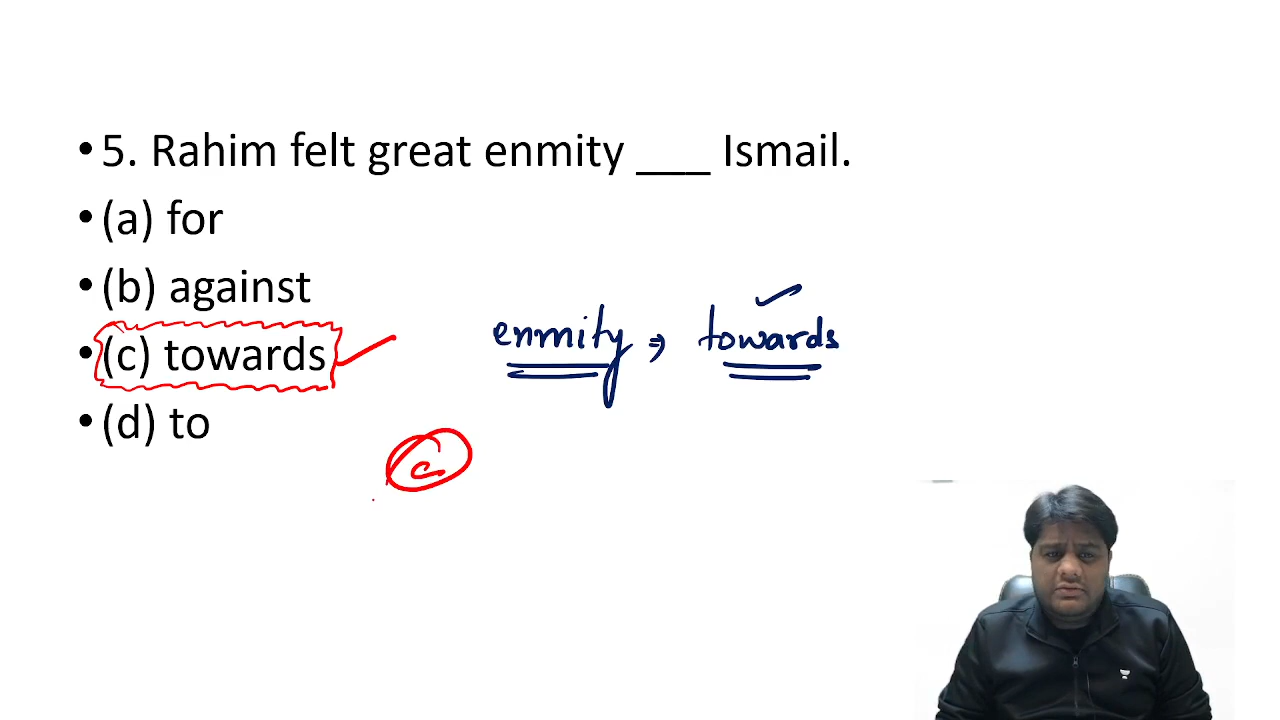 • 5. Rahim felt great enmity ___ Ismail.
• (a) for
• (b) against
• (c) towards
• (d) to
enmity ⇒ towards
c